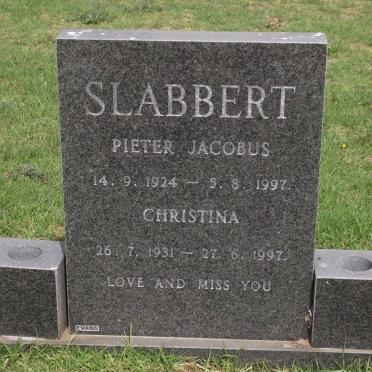 SLABBERT
PIETER JACOBUS
14. 9. 1924 — 5. 8. 1997.
CHRISTINA
26. 7. 1931 — 27. 6. 1997.
LOVE AND MISS YOU
EVANS